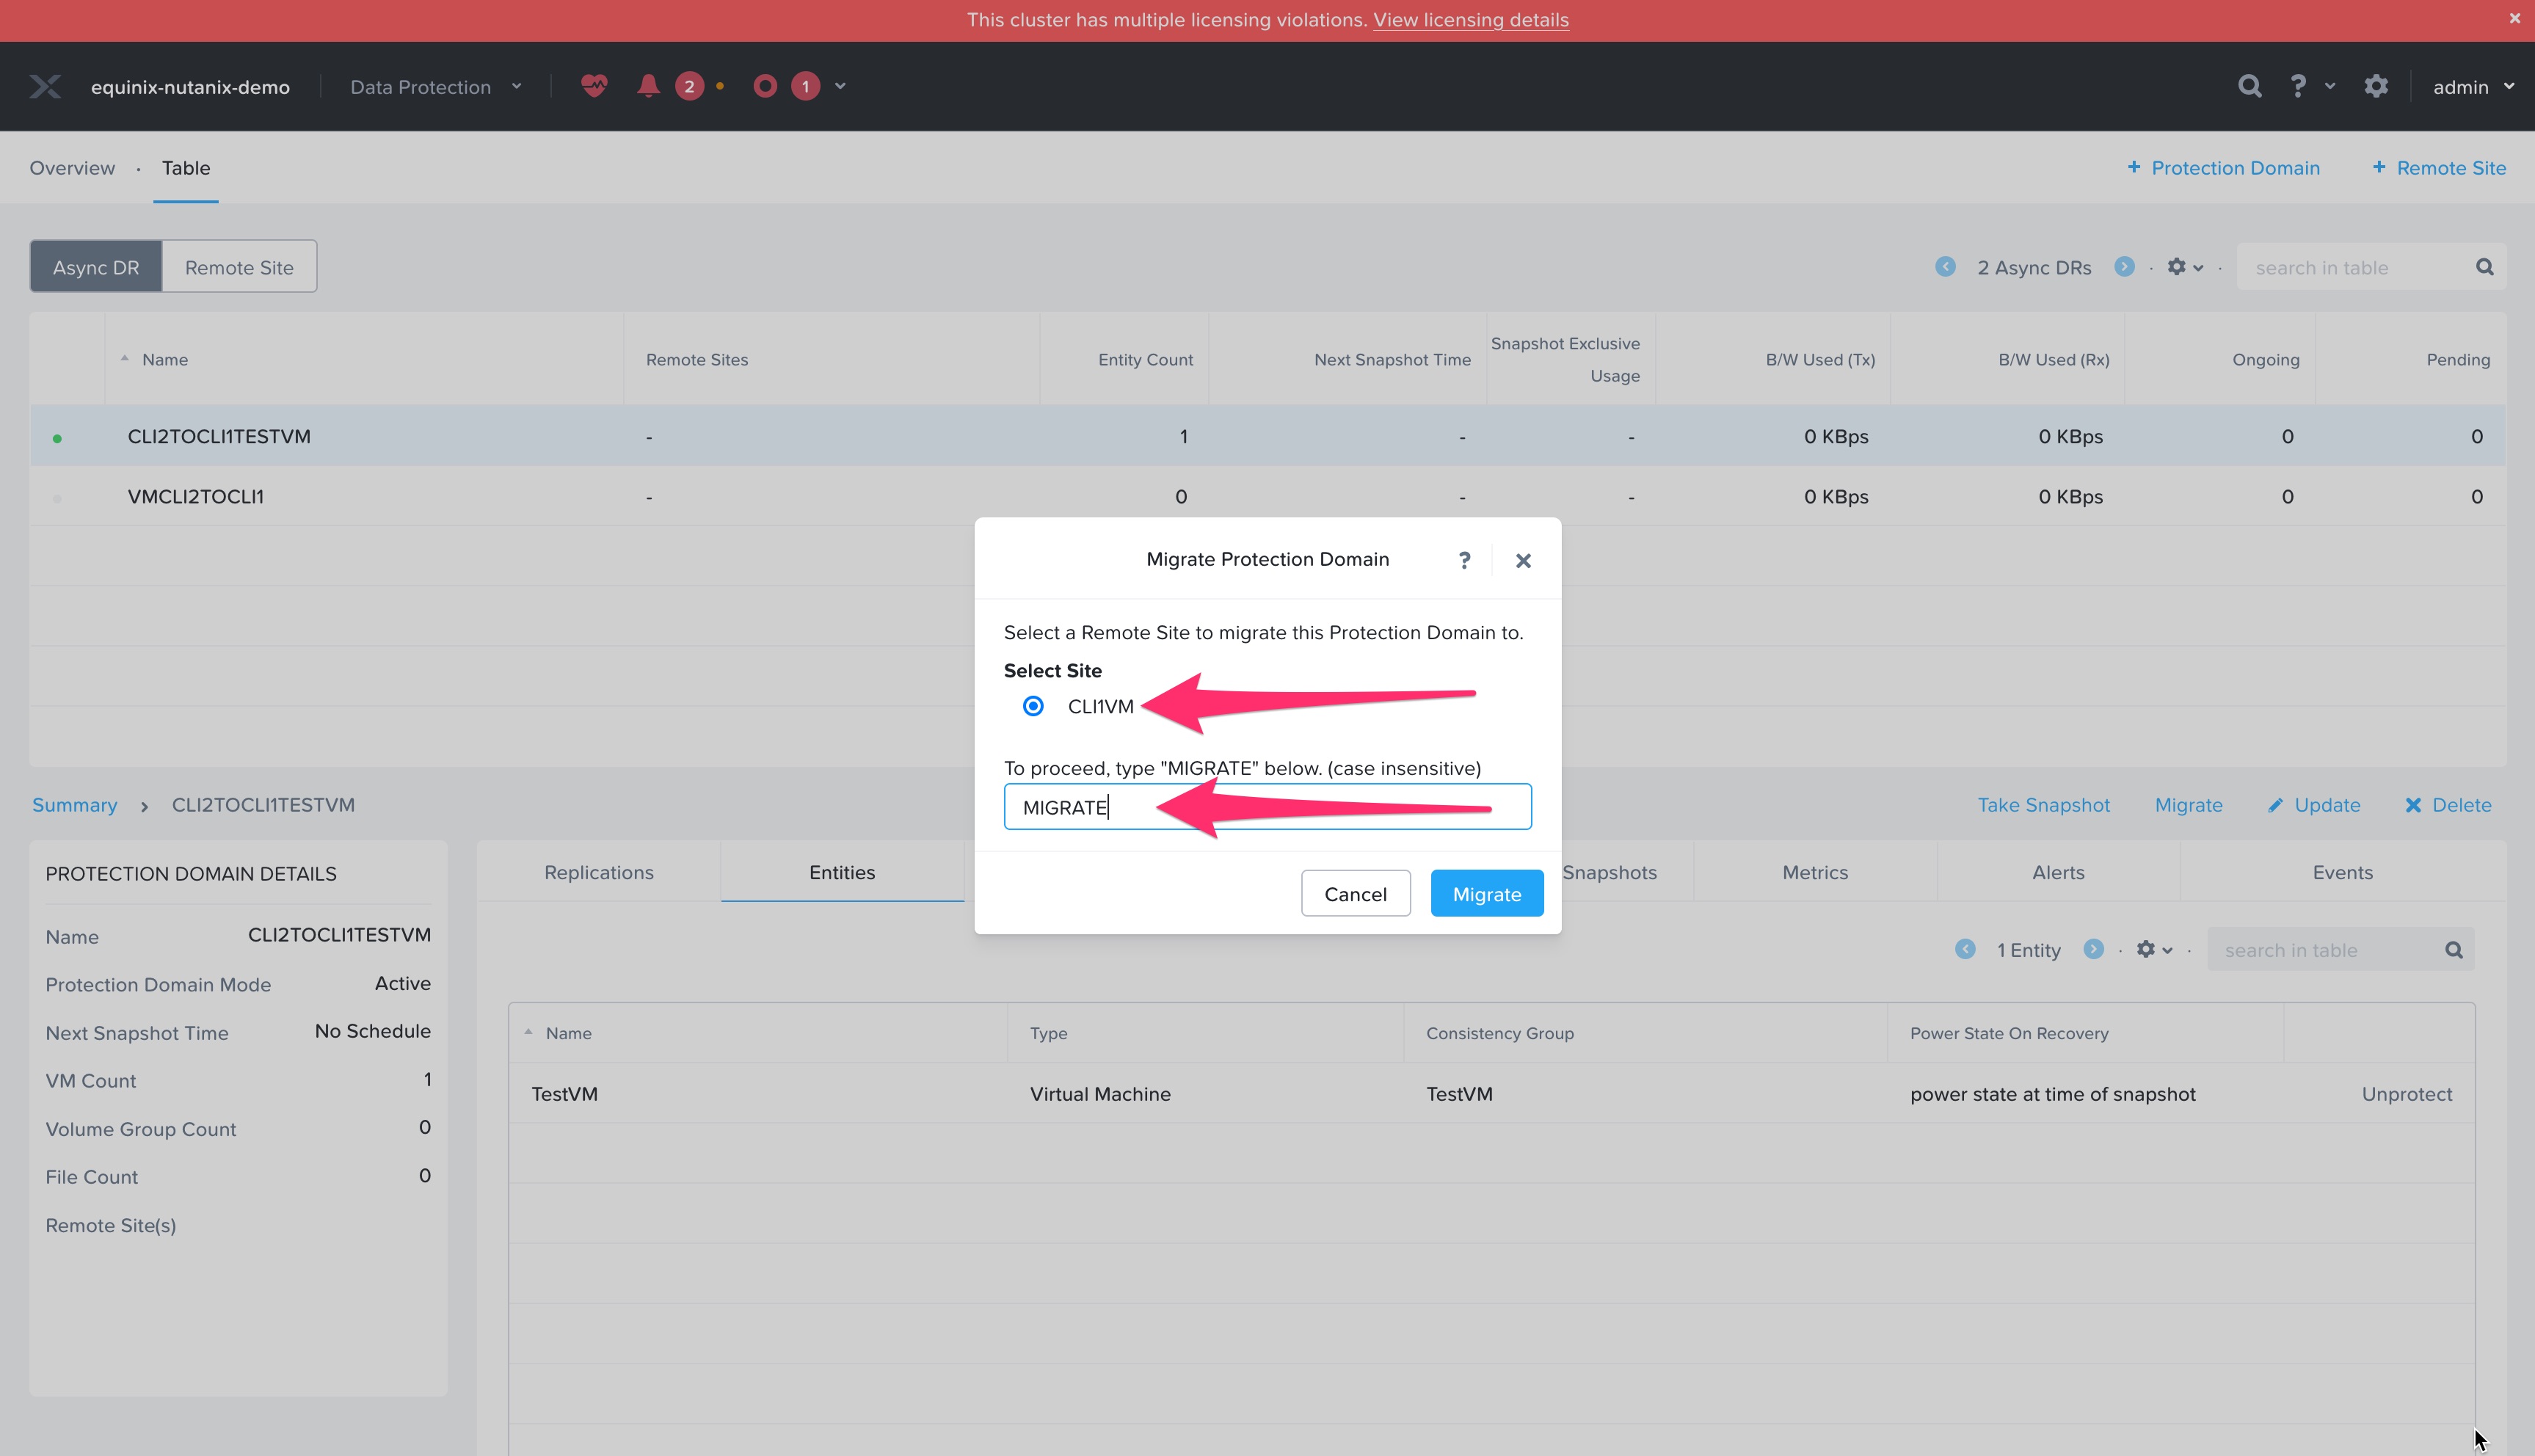 This cluster has multiple licensing violations. View licensing details
equinix-nutanix-demo Data Protection 2 1 ? admin
Overview · Table + Protection Domain + Remote Site
Async DR Remote Site 2 Async DRs · · search in table
Name Remote Sites Entity Count Next Snapshot Time Snapshot Exclusive Usage B/W Used (Tx) B/W Used (Rx) Ongoing Pending
CLI2TOCLI1TESTVM - 1 - - 0 KBps 0 KBps 0 0
VMCLI2TOCLI1 - 0 - - 0 KBps 0 KBps 0 0
Migrate Protection Domain ?
Select a Remote Site to migrate this Protection Domain to.
Select Site
CLI1VM
To proceed, type "MIGRATE" below. (case insensitive)
MIGRATE
Cancel Migrate
Summary > CLI2TOCLI1TESTVM Take Snapshot Migrate Update Delete
PROTECTION DOMAIN DETAILS
Name CLI2TOCLI1TESTVM
Protection Domain Mode Active
Next Snapshot Time No Schedule
VM Count 1
Volume Group Count 0
File Count 0
Remote Site(s)
Replications Entities Snapshots Metrics Alerts Events
1 Entity · · search in table
Name Type Consistency Group Power State On Recovery
TestVM Virtual Machine TestVM power state at time of snapshot Unprotect